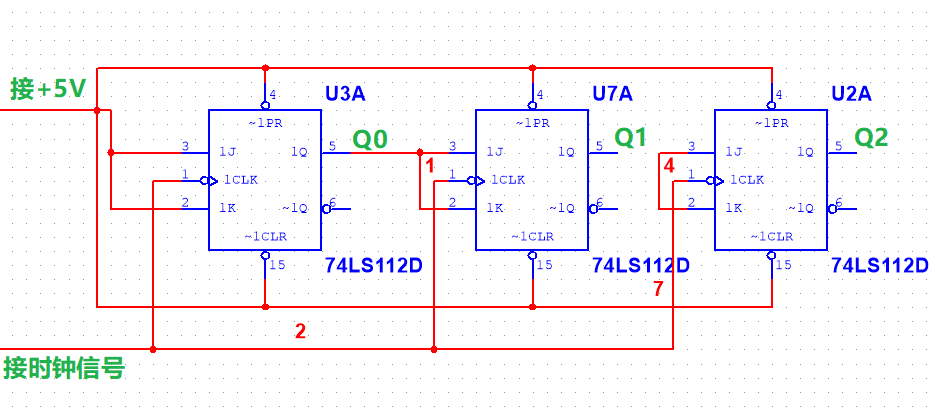 接+5V
U3A
U7A
U2A
4
4
4
~1PR
~1PR
~1PR
Q0
Q1
Q2
3 1J 1Q 5
1
3 1J 1Q 5
4
3 1J 1Q 5
1 1CLK
1 1CLK
1 1CLK
2 1K ~1Q 6
2 1K ~1Q 6
2 1K ~1Q 6
~1CLR
~1CLR
~1CLR
15
74LS112D
15
74LS112D
15
74LS112D
7
2
接时钟信号